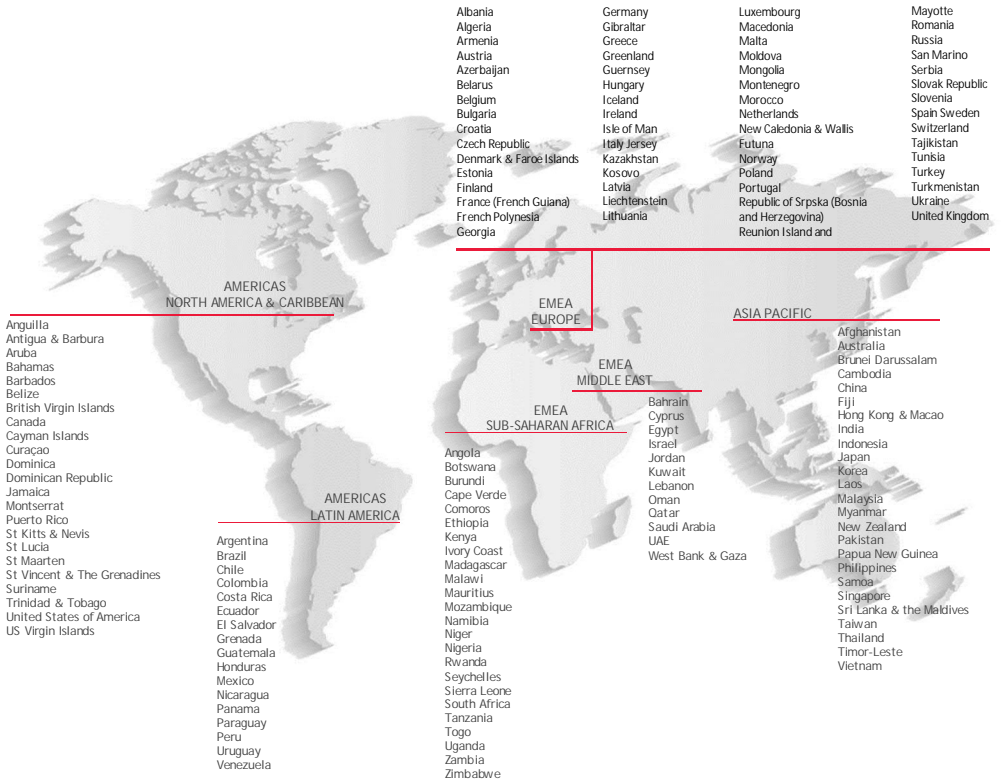 Albania
Algeria
Armenia
Austria
Azerbaijan
Belarus
Belgium
Bulgaria
Croatia
Czech Republic
Denmark & Faroe Islands
Estonia
Finland
France (French Guiana)
French Polynesia
Georgia
Germany
Gibraltar
Greece
Greenland
Guernsey
Hungary
Iceland
Ireland
Isle of Man
Italy Jersey
Kazakhstan
Kosovo
Latvia
Liechtenstein
Lithuania
Luxembourg
Macedonia
Malta
Moldova
Mongolia
Montenegro
Morocco
Netherlands
New Caledonia & Wallis
Futuna
Norway
Poland
Portugal
Republic of Srpska (Bosnia
and Herzegovina)
Reunion Island and
Mayotte
Romania
Russia
San Marino
Serbia
Slovak Republic
Slovenia
Spain Sweden
Switzerland
Tajikistan
Tunisia
Turkey
Turkmenistan
Ukraine
United Kingdom
AMERICAS
NORTH AMERICA & CARIBBEAN
Anguilla
Antigua & Barbura
Aruba
Bahamas
Barbados
Belize
British Virgin Islands
Canada
Cayman Islands
Curaçao
Dominica
Dominican Republic
Jamaica
Montserrat
Puerto Rico
St Kitts & Nevis
St Lucia
St Maarten
St Vincent & The Grenadines
Suriname
Trinidad & Tobago
United States of America
US Virgin Islands
AMERICAS
LATIN AMERICA
Argentina
Brazil
Chile
Colombia
Costa Rica
Ecuador
El Salvador
Grenada
Guatemala
Honduras
Mexico
Nicaragua
Panama
Paraguay
Peru
Uruguay
Venezuela
EMEA
EUROPE
EMEA
MIDDLE EAST
Bahrain
Cyprus
Egypt
Israel
Jordan
Kuwait
Lebanon
Oman
Qatar
Saudi Arabia
UAE
West Bank & Gaza
EMEA
SUB-SAHARAN AFRICA
Angola
Botswana
Burundi
Cape Verde
Comoros
Ethiopia
Kenya
Ivory Coast
Madagascar
Malawi
Mauritius
Mozambique
Namibia
Niger
Nigeria
Rwanda
Seychelles
Sierra Leone
South Africa
Tanzania
Togo
Uganda
Zambia
Zimbabwe
ASIA PACIFIC
Afghanistan
Australia
Brunei Darussalam
Cambodia
China
Fiji
Hong Kong & Macao
India
Indonesia
Japan
Korea
Laos
Malaysia
Myanmar
New Zealand
Pakistan
Papua New Guinea
Philippines
Samoa
Singapore
Sri Lanka & the Maldives
Taiwan
Thailand
Timor-Leste
Vietnam